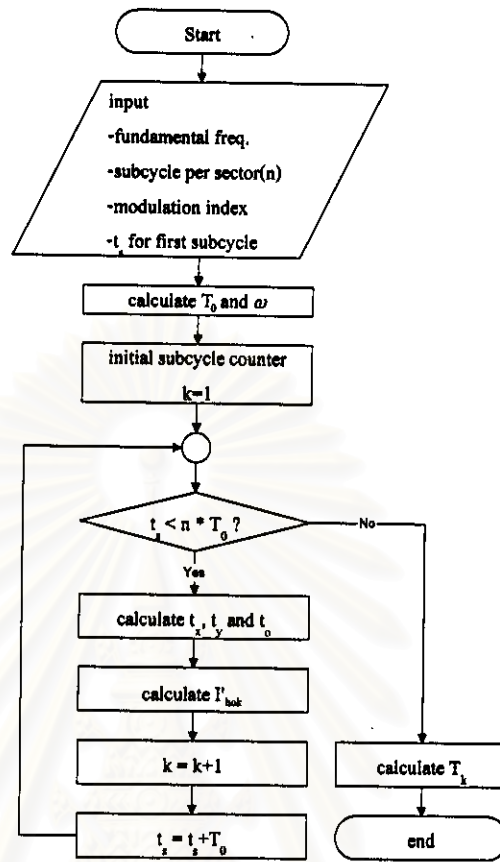 Start
input
-fundamental freq.
-subcycle per sector(n)
-modulation index
-t_s for first subcycle
calculate T_0 and ω
initial subcycle counter
k=1
t_s < n * T_0 ?
No
Yes
calculate t_x, t_y and t_o
calculate I'_hok
k = k+1
calculate T_k
t_s = t_s+T_0
end